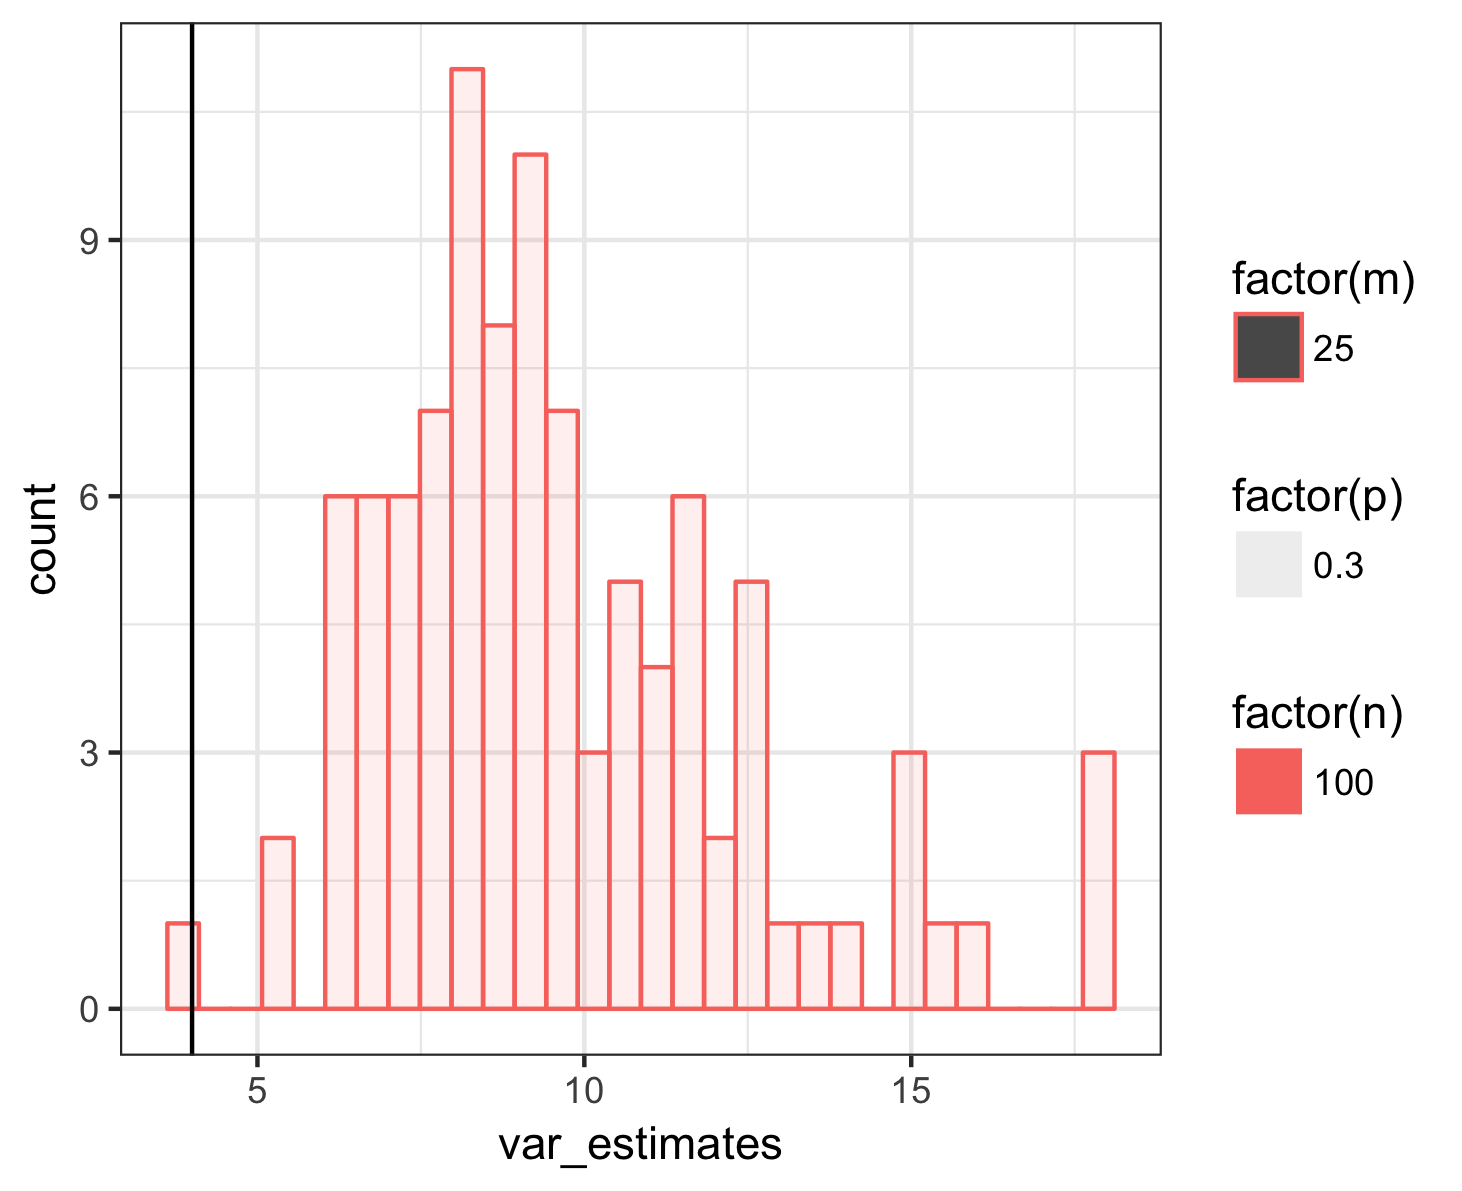 count
9
6
3
0
5
10
15
var_estimates
factor(m)
25
factor(p)
0.3
factor(n)
100